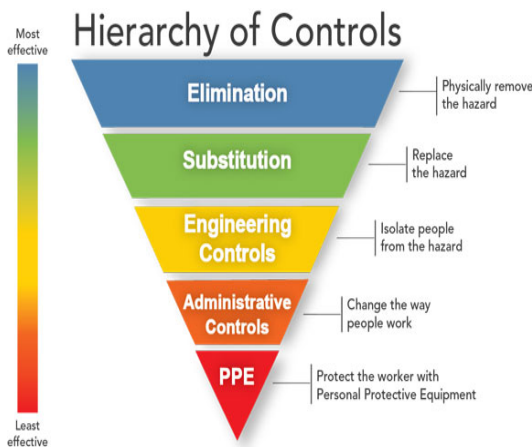 Most
effective
Hierarchy of Controls
Elimination
Physically remove
the hazard
Substitution
Replace
the hazard
Engineering
Controls
Isolate people
from the hazard
Administrative
Controls
Change the way
people work
PPE
Protect the worker with
Personal Protective Equipment
Least
effective